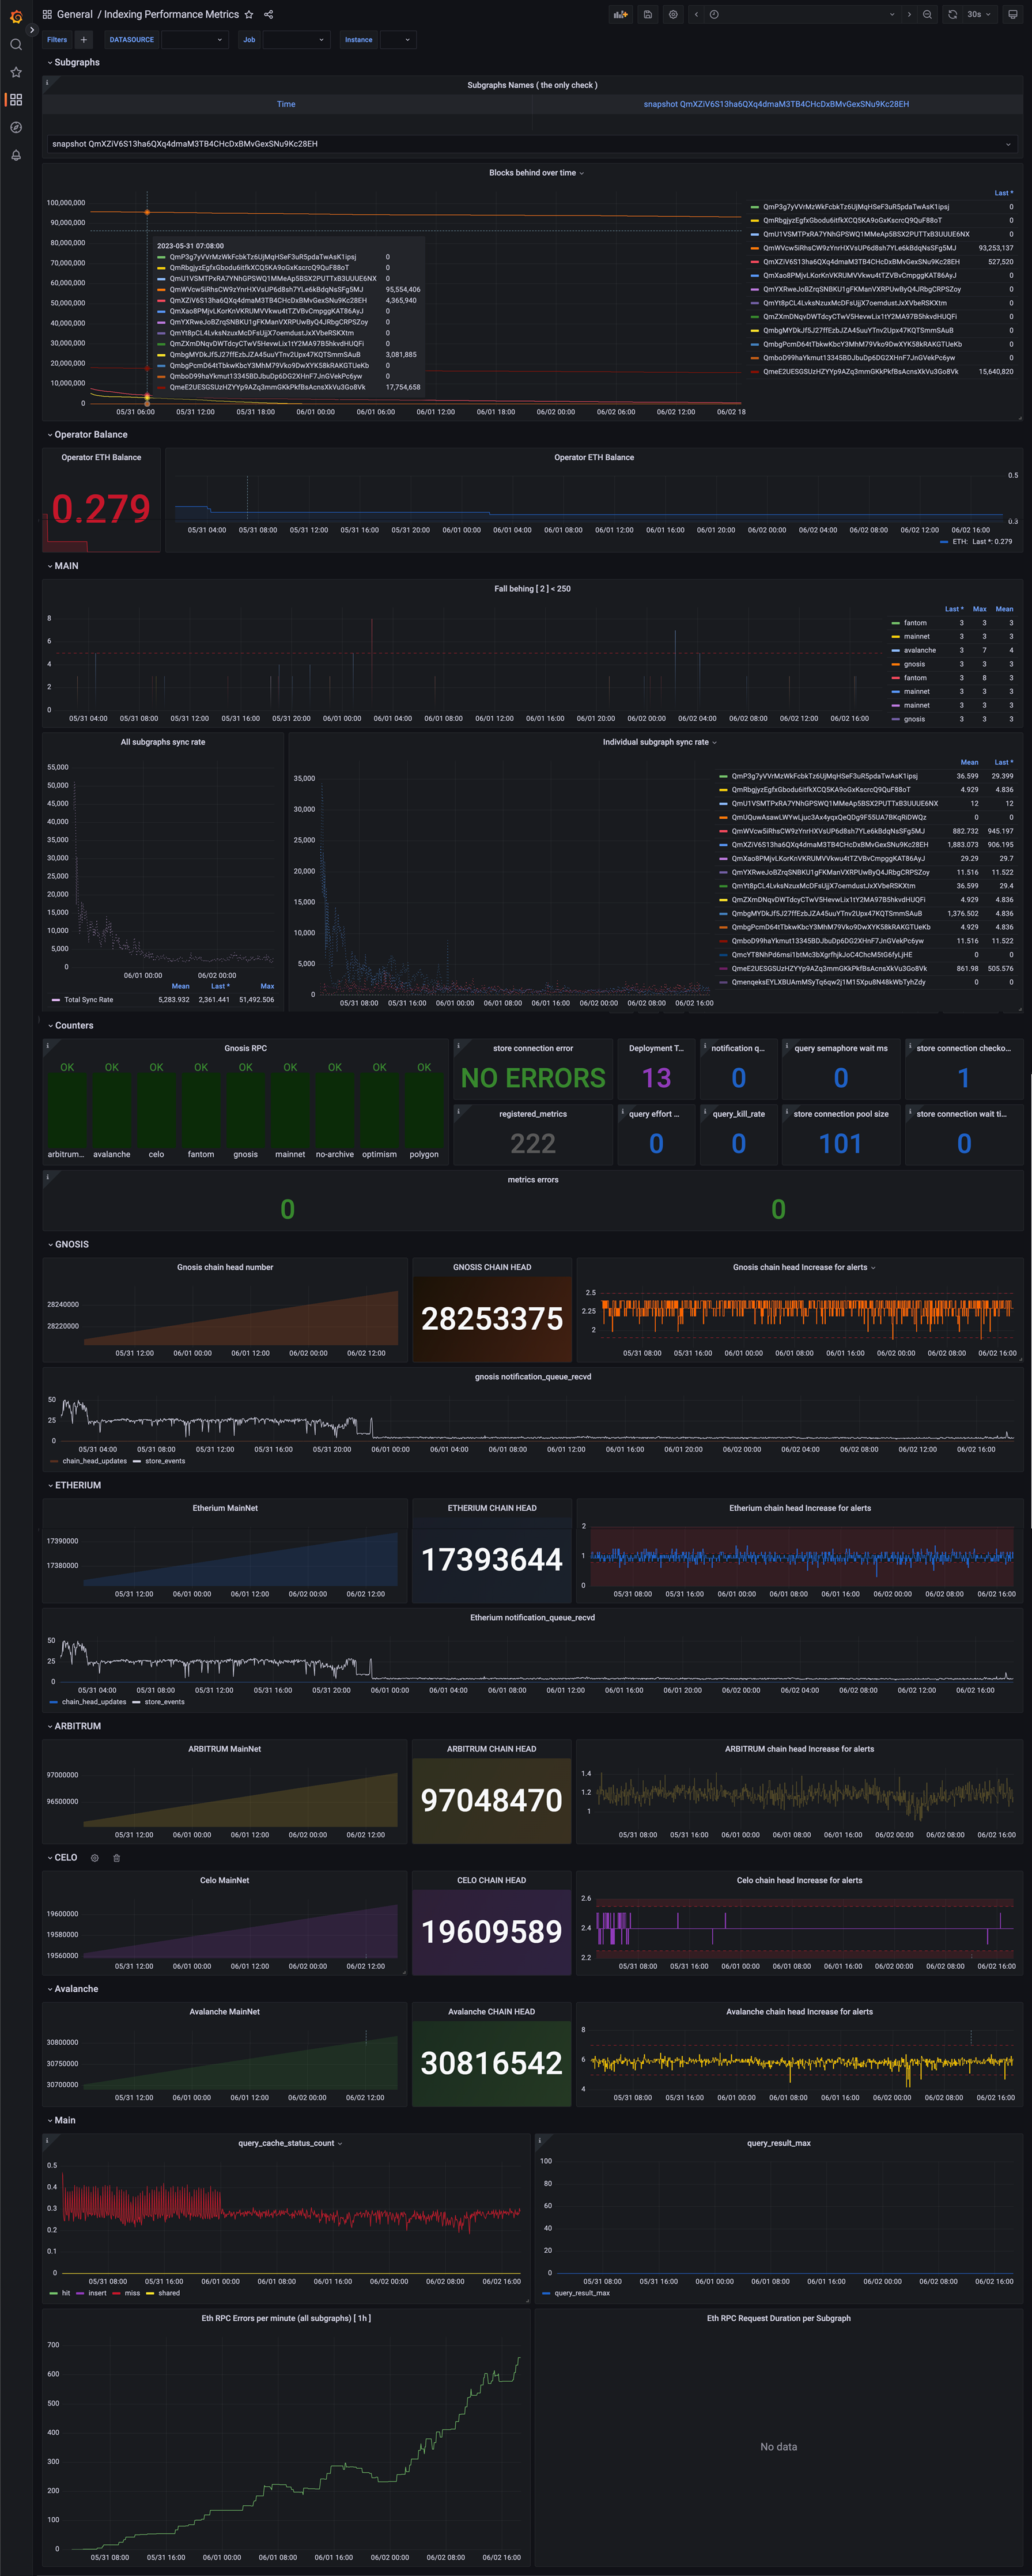 General / Indexing Performance Metrics
30s
Filters
DATASOURCE
Job
Instance
Subgraphs
Subgraphs Names ( the only check )
Time snapshot QmXZiV6S13ha6QXq4dmaM3TB4CHcDxBMvGexSNu9Kc28EH
snapshot QmXZiV6S13ha6QXq4dmaM3TB4CHcDxBMvGexSNu9Kc28EH
Blocks behind over time
100,000,000
90,000,000
80,000,000
70,000,000
60,000,000
50,000,000
40,000,000
30,000,000
20,000,000
10,000,000
0
05/31 06:00 05/31 12:00 05/31 18:00 06/01 00:00 06/01 06:00 06/01 12:00 06/01 18:00 06/02 00:00 06/02 06:00 06/02 12:00 06/02 18
2023-05-31 07:08:00
QmP3g7yVVrMzWkFcbkTz6UjMqHSeF3uR5pdaTwAsK1ipsj 0
QmRbgjyzEgfxGbodu6itfkXCQ5KA9oGxKscrcQ9QuF88oT 0
QmU1VSMTPxRA7YNhGPSWQ1MMeAp5BSX2PUTTxB3UUUE6NX 0
QmWVcw5iRhsCW9zYnrHXVsUP6d8sh7YLe6kBdqNsSFg5MJ 95,554,406
QmXZiV6S13ha6QXq4dmaM3TB4CHcDxBMvGexSNu9Kc28EH 4,365,940
QmXao8PMjvLKorKnVKRUMVVkwu4tTZVBvCmpggKAT86AyJ 0
QmYXRweJoBZrqSNBKU1gFKManVXRPUwByQ4JRbgCRPSZoy 0
QmYt8pCL4LvksNzuxMcDFsUjjX7oemdustJxXVbeRSKXtm 0
QmZXmDNqvDWTdcyCTwV5HevwLix1tY2MA97B5hkvdHUQFi 0
QmbgMYDkJf5J27ffEzbJZA45uuYTnv2Upx47KQTSmmSAuB 3,081,885
QmbgPcmD64tTbkwKbcY3MhM79Vko9DwXYK58kRAKGTUeKb 0
QmboD99haYkmut13345BDJbuDp6DG2XHnF7JnGVekPc6yw 0
QmeE2UESGSUzHZYYp9AZq3mmGKkPkfBsAcnsXkVu3Go8Vk 17,754,658
Last *
QmP3g7yVVrMzWkFcbkTz6UjMqHSeF3uR5pdaTwAsK1ipsj 0
QmRbgjyzEgfxGbodu6itfkXCQ5KA9oGxKscrcQ9QuF88oT 0
QmU1VSMTPxRA7YNhGPSWQ1MMeAp5BSX2PUTTxB3UUUE6NX 0
QmWVcw5iRhsCW9zYnrHXVsUP6d8sh7YLe6kBdqNsSFg5MJ 93,253,137
QmXZiV6S13ha6QXq4dmaM3TB4CHcDxBMvGexSNu9Kc28EH 527,520
QmXao8PMjvLKorKnVKRUMVVkwu4tTZVBvCmpggKAT86AyJ 0
QmYXRweJoBZrqSNBKU1gFKManVXRPUwByQ4JRbgCRPSZoy 0
QmYt8pCL4LvksNzuxMcDFsUjjX7oemdustJxXVbeRSKXtm 0
QmZXmDNqvDWTdcyCTwV5HevwLix1tY2MA97B5hkvdHUQFi 0
QmbgMYDkJf5J27ffEzbJZA45uuYTnv2Upx47KQTSmmSAuB 0
QmbgPcmD64tTbkwKbcY3MhM79Vko9DwXYK58kRAKGTUeKb 0
QmboD99haYkmut13345BDJbuDp6DG2XHnF7JnGVekPc6yw 0
QmeE2UESGSUzHZYYp9AZq3mmGKkPkfBsAcnsXkVu3Go8Vk 15,640,820
Operator Balance
Operator ETH Balance
0.279
Operator ETH Balance
0.5
0.3
05/31 04:00 05/31 08:00 05/31 12:00 05/31 16:00 05/31 20:00 06/01 00:00 06/01 04:00 06/01 08:00 06/01 12:00 06/01 16:00 06/01 20:00 06/02 00:00 06/02 04:00 06/02 08:00 06/02 12:00 06/02 16:00
ETH: Last *: 0.279
MAIN
Fall behing [ 2 ] < 250
8
6
4
2
0
05/31 04:00 05/31 08:00 05/31 12:00 05/31 16:00 05/31 20:00 06/01 00:00 06/01 04:00 06/01 08:00 06/01 12:00 06/01 16:00 06/01 20:00 06/02 00:00 06/02 04:00 06/02 08:00 06/02 12:00 06/02 16:00
Last * Max Mean
fantom 3 3 3
mainnet 3 3 3
avalanche 3 7 4
gnosis 3 3 3
fantom 3 8 3
mainnet 3 3 3
mainnet 3 3 3
gnosis 3 3 3
All subgraphs sync rate
55,000
50,000
45,000
40,000
35,000
30,000
25,000
20,000
15,000
10,000
5,000
0
06/01 00:00 06/02 00:00
Mean Last * Max
Total Sync Rate 5,283.932 2,361.441 51,492.506
Individual subgraph sync rate
35,000
30,000
25,000
20,000
15,000
10,000
5,000
0
05/31 08:00 05/31 16:00 06/01 00:00 06/01 08:00 06/01 16:00 06/02 00:00 06/02 08:00 06/02 16:00
Mean Last *
QmP3g7yVVrMzWkFcbkTz6UjMqHSeF3uR5pdaTwAsK1ipsj 36.599 29.399
QmRbgjyzEgfxGbodu6itfkXCQ5KA9oGxKscrcQ9QuF88oT 4.929 4.836
QmU1VSMTPxRA7YNhGPSWQ1MMeAp5BSX2PUTTxB3UUUE6NX 12 12
QmUQuwAsawLWYwLjuc3Ax4yqxQeQDg9F55UA7BKqRiDWQz 0 0
QmWVcw5iRhsCW9zYnrHXVsUP6d8sh7YLe6kBdqNsSFg5MJ 882.732 945.197
QmXZiV6S13ha6QXq4dmaM3TB4CHcDxBMvGexSNu9Kc28EH 1,883.073 906.195
QmXao8PMjvLKorKnVKRUMVVkwu4tTZVBvCmpggKAT86AyJ 29.29 29.7
QmYXRweJoBZrqSNBKU1gFKManVXRPUwByQ4JRbgCRPSZoy 11.516 11.522
QmYt8pCL4LvksNzuxMcDFsUjjX7oemdustJxXVbeRSKXtm 36.599 29.4
QmZXmDNqvDWTdcyCTwV5HevwLix1tY2MA97B5hkvdHUQFi 4.929 4.836
QmbgMYDkJf5J27ffEzbJZA45uuYTnv2Upx47KQTSmmSAuB 1,376.502 4.836
QmbgPcmD64tTbkwKbcY3MhM79Vko9DwXYK58kRAKGTUeKb 4.929 4.836
QmboD99haYkmut13345BDJbuDp6DG2XHnF7JnGVekPc6yw 11.516 11.522
QmcYT8NhPd6msi1btMc3bXgrfhjkJoC4ChcM5tG6fyLjHE 0 0
QmeE2UESGSUzHZYYp9AZq3mmGKkPkfBsAcnsXkVu3Go8Vk 861.98 505.576
QmenqeksEYLXBUAmMSyTq6qw2j1M15Xpu8N48kWbTyhZdy 0 0
Counters
Gnosis RPC
OK OK OK OK OK OK OK OK OK
arbitrum... avalanche celo fantom gnosis mainnet no-archive optimism polygon
store connection error
NO ERRORS
Deployment T...
13
notification q...
0
query semaphore wait ms
0
store connection checko...
1
registered_metrics
222
query effort ...
0
query_kill_rate
0
store connection pool size
101
store connection wait ti...
0
metrics errors
0 0
GNOSIS
Gnosis chain head number
28240000
28220000
05/31 12:00 06/01 00:00 06/01 12:00 06/02 00:00 06/02 12:00
GNOSIS CHAIN HEAD
28253375
Gnosis chain head Increase for alerts
2.5
2.25
2
05/31 08:00 05/31 16:00 06/01 00:00 06/01 08:00 06/01 16:00 06/02 00:00 06/02 08:00 06/02 16:00
gnosis notification_queue_recvd
50
25
0
05/31 04:00 05/31 08:00 05/31 12:00 05/31 16:00 05/31 20:00 06/01 00:00 06/01 04:00 06/01 08:00 06/01 12:00 06/01 16:00 06/01 20:00 06/02 00:00 06/02 04:00 06/02 08:00 06/02 12:00 06/02 16:00
chain_head_updates store_events
ETHERIUM
Etherium MainNet
17390000
17380000
05/31 12:00 06/01 00:00 06/01 12:00 06/02 00:00 06/02 12:00
ETHERIUM CHAIN HEAD
17393644
Etherium chain head Increase for alerts
2
1
0
05/31 08:00 05/31 16:00 06/01 00:00 06/01 08:00 06/01 16:00 06/02 00:00 06/02 08:00 06/02 16:00
Etherium notification_queue_recvd
50
25
0
05/31 04:00 05/31 08:00 05/31 12:00 05/31 16:00 05/31 20:00 06/01 00:00 06/01 04:00 06/01 08:00 06/01 12:00 06/01 16:00 06/01 20:00 06/02 00:00 06/02 04:00 06/02 08:00 06/02 12:00 06/02 16:00
chain_head_updates store_events
ARBITRUM
ARBITRUM MainNet
97000000
96500000
05/31 12:00 06/01 00:00 06/01 12:00 06/02 00:00 06/02 12:00
ARBITRUM CHAIN HEAD
97048470
ARBITRUM chain head Increase for alerts
1.4
1.2
1
05/31 08:00 05/31 16:00 06/01 00:00 06/01 08:00 06/01 16:00 06/02 00:00 06/02 08:00 06/02 16:00
CELO
Celo MainNet
19600000
19580000
19560000
05/31 12:00 06/01 00:00 06/01 12:00 06/02 00:00 06/02 12:00
CELO CHAIN HEAD
19609589
Celo chain head Increase for alerts
2.6
2.4
2.2
05/31 08:00 05/31 16:00 06/01 00:00 06/01 08:00 06/01 16:00 06/02 00:00 06/02 08:00 06/02 16:00
Avalanche
Avalanche MainNet
30800000
30750000
30700000
05/31 12:00 06/01 00:00 06/01 12:00 06/02 00:00 06/02 12:00
Avalanche CHAIN HEAD
30816542
Avalanche chain head Increase for alerts
8
6
4
05/31 08:00 05/31 16:00 06/01 00:00 06/01 08:00 06/01 16:00 06/02 00:00 06/02 08:00 06/02 16:00
Main
query_cache_status_count
0.5
0.4
0.3
0.2
0.1
0
05/31 08:00 05/31 16:00 06/01 00:00 06/01 08:00 06/01 16:00 06/02 00:00 06/02 08:00 06/02 16:00
hit insert miss shared
query_result_max
100
80
60
40
20
0
05/31 08:00 05/31 16:00 06/01 00:00 06/01 08:00 06/01 16:00 06/02 00:00 06/02 08:00 06/02 16:00
query_result_max
Eth RPC Errors per minute (all subgraphs) [ 1h ]
700
600
500
400
300
200
100
0
05/31 08:00 05/31 16:00 06/01 00:00 06/01 08:00 06/01 16:00 06/02 00:00 06/02 08:00 06/02 16:00
Eth RPC Request Duration per Subgraph
No data